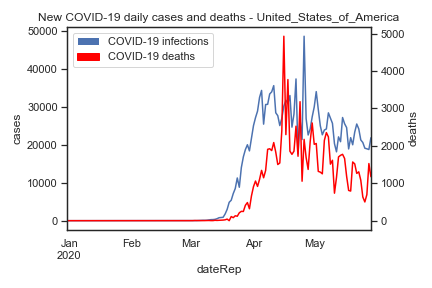 New COVID-19 daily cases and deaths - United_States_of_America
COVID-19 infections
COVID-19 deaths
50000
40000
30000
20000
10000
0
cases
5000
4000
3000
2000
1000
0
deaths
Jan
2020
Feb
Mar
Apr
May
dateRep